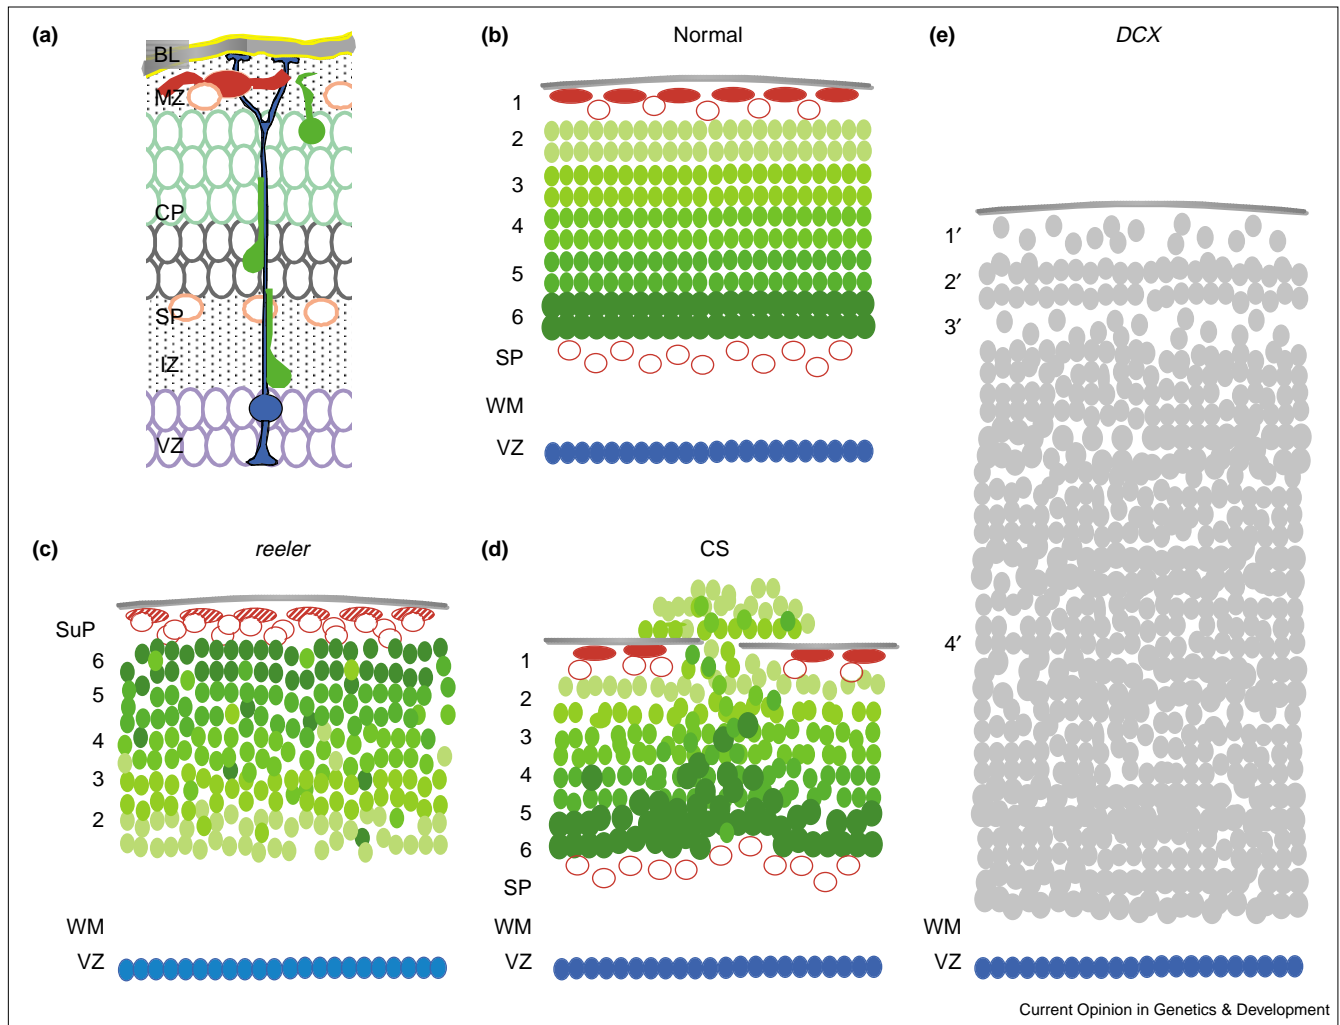 (a)
BL
MZ
CP
SP
IZ
VZ
(b)
Normal
1
2
3
4
5
6
SP
WM
VZ
(c)
reeler
SuP
6
5
4
3
2
WM
VZ
(d)
CS
1
2
3
4
5
6
SP
WM
VZ
(e)
DCX
1′
2′
3′
4′
WM
VZ
Current Opinion in Genetics & Development